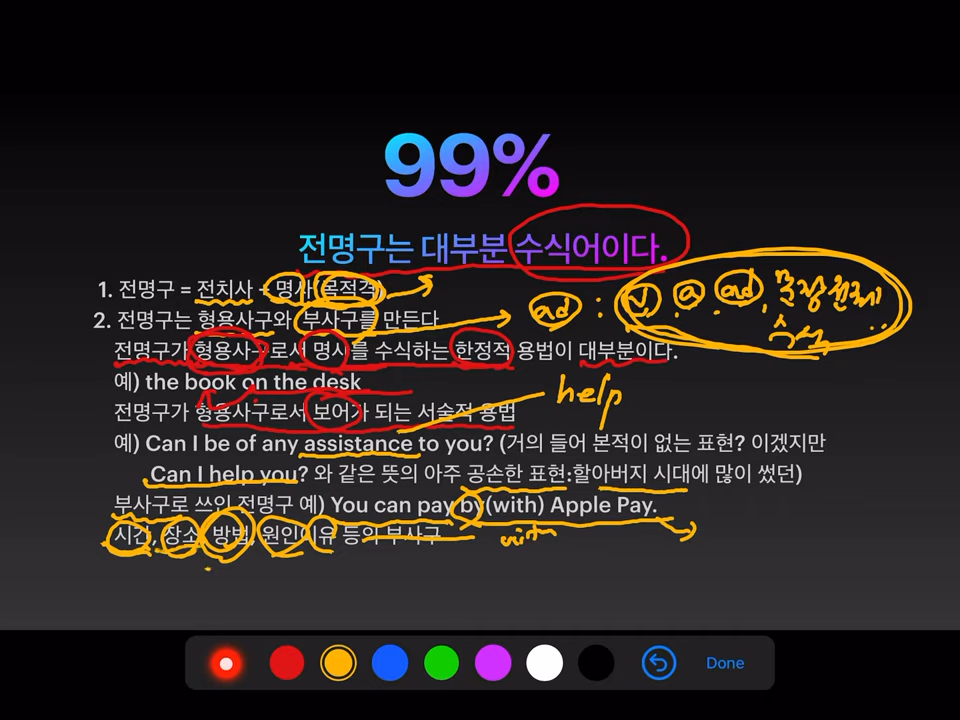 99%
전명구는 대부분 수식어이다.
1. 전명구 = 전치사 + 명사(목적격)
2. 전명구는 형용사구와 부사구를 만든다
ad : v, a, ad, 문장 전체
수식
전명구가 형용사구로서 명사를 수식하는 한정적 용법이 대부분이다.
예) the book on the desk
help
전명구가 형용사구로서 보어가 되는 서술적 용법
예) Can I be of any assistance to you? (거의 들어 본적이 없는 표현? 이겠지만
Can I help you? 와 같은 뜻의 아주 공손한 표현:할아버지 시대에 많이 썼던)
부사구로 쓰인 전명구 예) You can pay by(with) Apple Pay.
시간, 장소, 방법, 원인이유 등의 부사구
with
Done